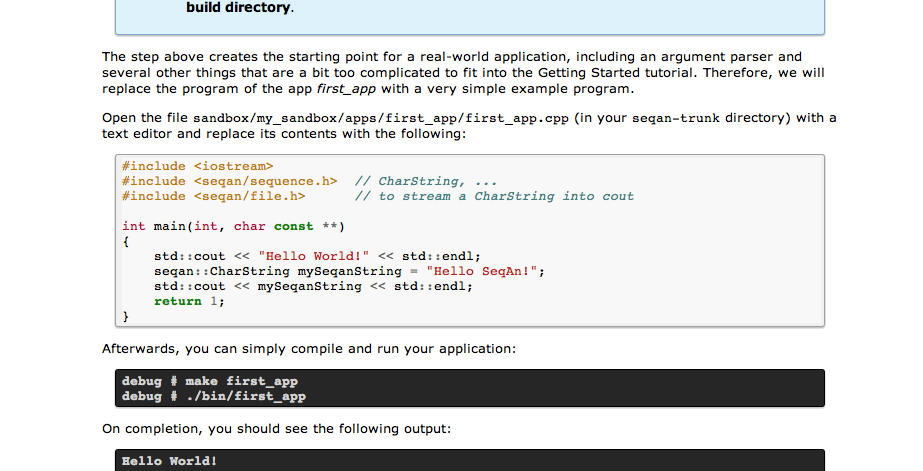 build directory.
The step above creates the starting point for a real-world application, including an argument parser and
several other things that are a bit too complicated to fit into the Getting Started tutorial. Therefore, we will
replace the program of the app first_app with a very simple example program.
Open the file sandbox/my_sandbox/apps/first_app/first_app.cpp (in your seqan-trunk directory) with a
text editor and replace its contents with the following:
#include <iostream>
#include <seqan/sequence.h>  // CharString, ...
#include <seqan/file.h>      // to stream a CharString into cout
int main(int, char const **)
{
    std::cout << "Hello World!" << std::endl;
    seqan::CharString mySeqanString = "Hello SeqAn!";
    std::cout << mySeqanString << std::endl;
    return 1;
}
Afterwards, you can simply compile and run your application:
debug # make first_app
debug # ./bin/first_app
On completion, you should see the following output:
Hello World!